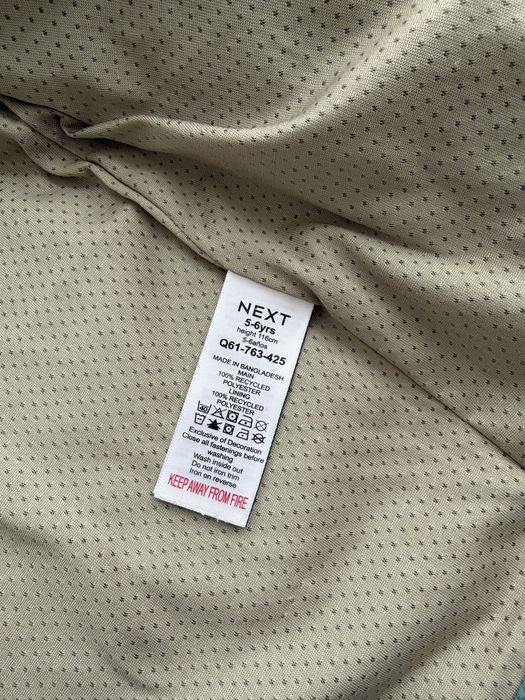 NEXT
5-6yrs
height 116cm
5-6años
Q61-763-425
MADE IN BANGLADESH
MAIN
100% RECYCLED
POLYESTER
LINING
100% RECYCLED
POLYESTER
Exclusive of Decoration
Close all fastenings before
washing
Wash inside out
Do not iron trim
Iron on reverse
KEEP AWAY FROM FIRE